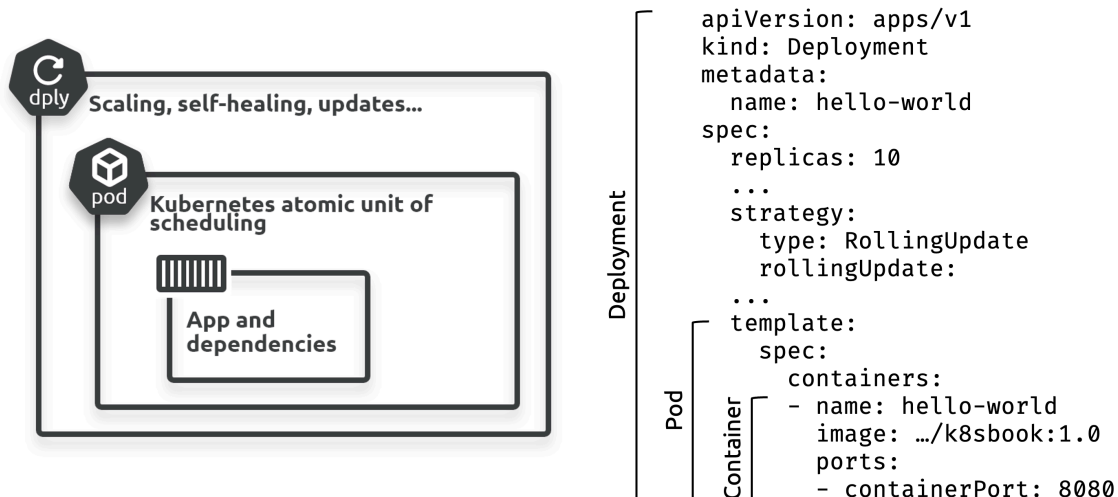 dply
Scaling, self-healing, updates...
pod
Kubernetes atomic unit of
scheduling
App and
dependencies
Deployment
Pod
Container
apiVersion: apps/v1
kind: Deployment
metadata:
  name: hello-world
spec:
  replicas: 10
  ...
  strategy:
    type: RollingUpdate
    rollingUpdate:
  ...
  template:
    spec:
      containers:
      - name: hello-world
        image: …/k8sbook:1.0
        ports:
        - containerPort: 8080